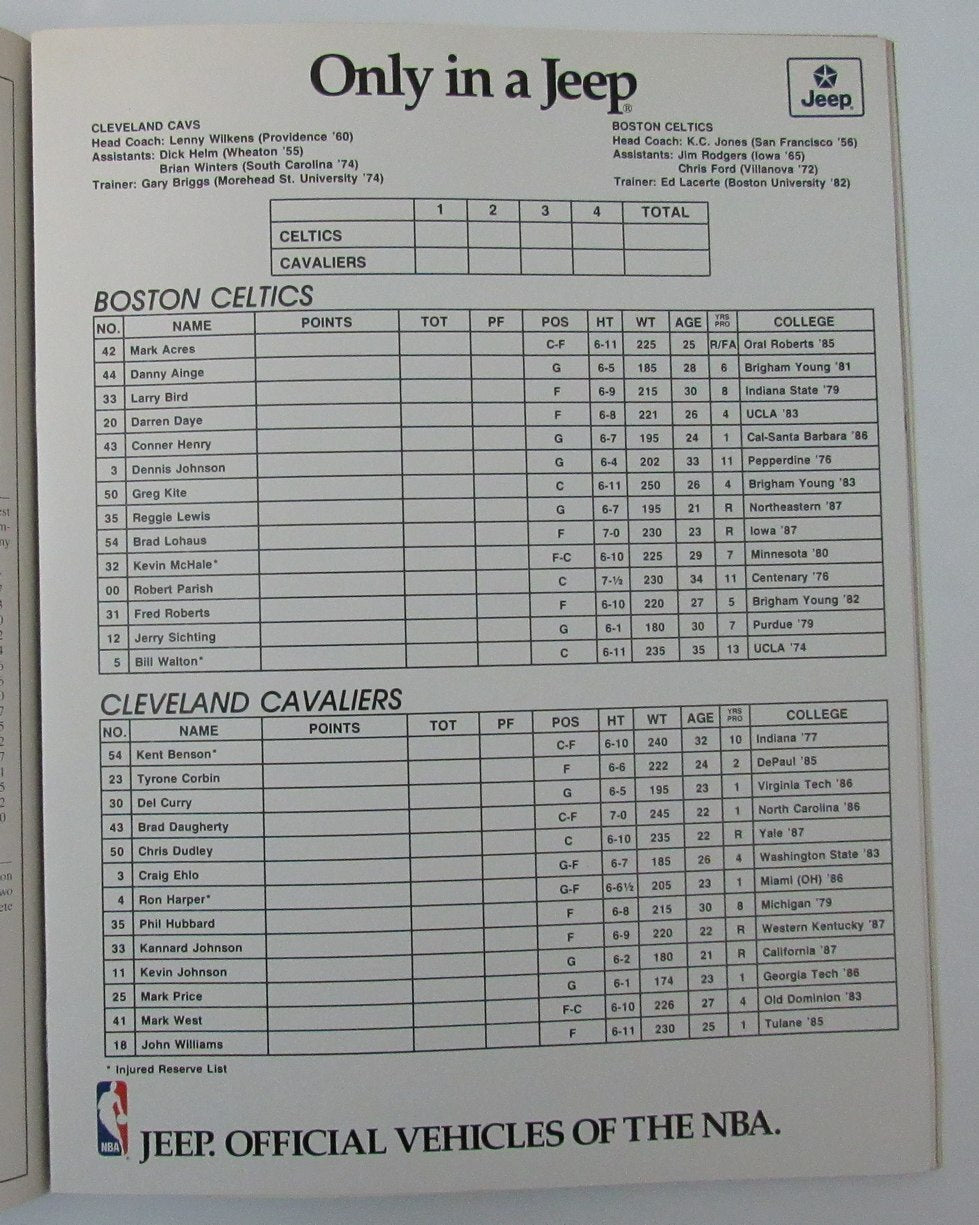 Only in a Jeep®
Jeep®
CLEVELAND CAVS
Head Coach: Lenny Wilkens (Providence '60)
Assistants: Dick Helm (Wheaton '55)
Brian Winters (South Carolina '74)
Trainer: Gary Briggs (Morehead St. University '74)
BOSTON CELTICS
Head Coach: K.C. Jones (San Francisco '56)
Assistants: Jim Rodgers (Iowa '65)
Chris Ford (Villanova '72)
Trainer: Ed Lacerte (Boston University '82)
1 2 3 4 TOTAL
CELTICS
CAVALIERS
BOSTON CELTICS
NO. NAME POINTS TOT PF POS HT WT AGE YRS PRO COLLEGE
42 Mark Acres C-F 6-11 225 25 R/FA Oral Roberts '85
44 Danny Ainge G 6-5 185 28 6 Brigham Young '81
33 Larry Bird F 6-9 215 30 8 Indiana State '79
20 Darren Daye F 6-8 221 26 4 UCLA '83
43 Conner Henry G 6-7 195 24 1 Cal-Santa Barbara '86
3 Dennis Johnson G 6-4 202 33 11 Pepperdine '76
50 Greg Kite C 6-11 250 26 4 Brigham Young '83
35 Reggie Lewis G 6-7 195 21 R Northeastern '87
54 Brad Lohaus F 7-0 230 23 R Iowa '87
32 Kevin McHale* F-C 6-10 225 29 7 Minnesota '80
00 Robert Parish C 7-½ 230 34 11 Centenary '76
31 Fred Roberts F 6-10 220 27 5 Brigham Young '82
12 Jerry Sichting G 6-1 180 30 7 Purdue '79
5 Bill Walton* C 6-11 235 35 13 UCLA '74
CLEVELAND CAVALIERS
NO. NAME POINTS TOT PF POS HT WT AGE YRS PRO COLLEGE
54 Kent Benson* C-F 6-10 240 32 10 Indiana '77
23 Tyrone Corbin F 6-6 222 24 2 DePaul '85
30 Del Curry G 6-5 195 23 1 Virginia Tech '86
43 Brad Daugherty C-F 7-0 245 22 1 North Carolina '86
50 Chris Dudley C 6-10 235 22 R Yale '87
3 Craig Ehlo G-F 6-7 185 26 4 Washington State '83
4 Ron Harper* G-F 6-6½ 205 23 1 Miami (OH) '86
35 Phil Hubbard F 6-8 215 30 8 Michigan '79
33 Kannard Johnson F 6-9 220 22 R Western Kentucky '87
11 Kevin Johnson G 6-2 180 21 R California '87
25 Mark Price G 6-1 174 23 1 Georgia Tech '86
41 Mark West F-C 6-10 226 27 4 Old Dominion '83
18 John Williams F 6-11 230 25 1 Tulane '85
* Injured Reserve List
NBA
JEEP. OFFICIAL VEHICLES OF THE NBA.